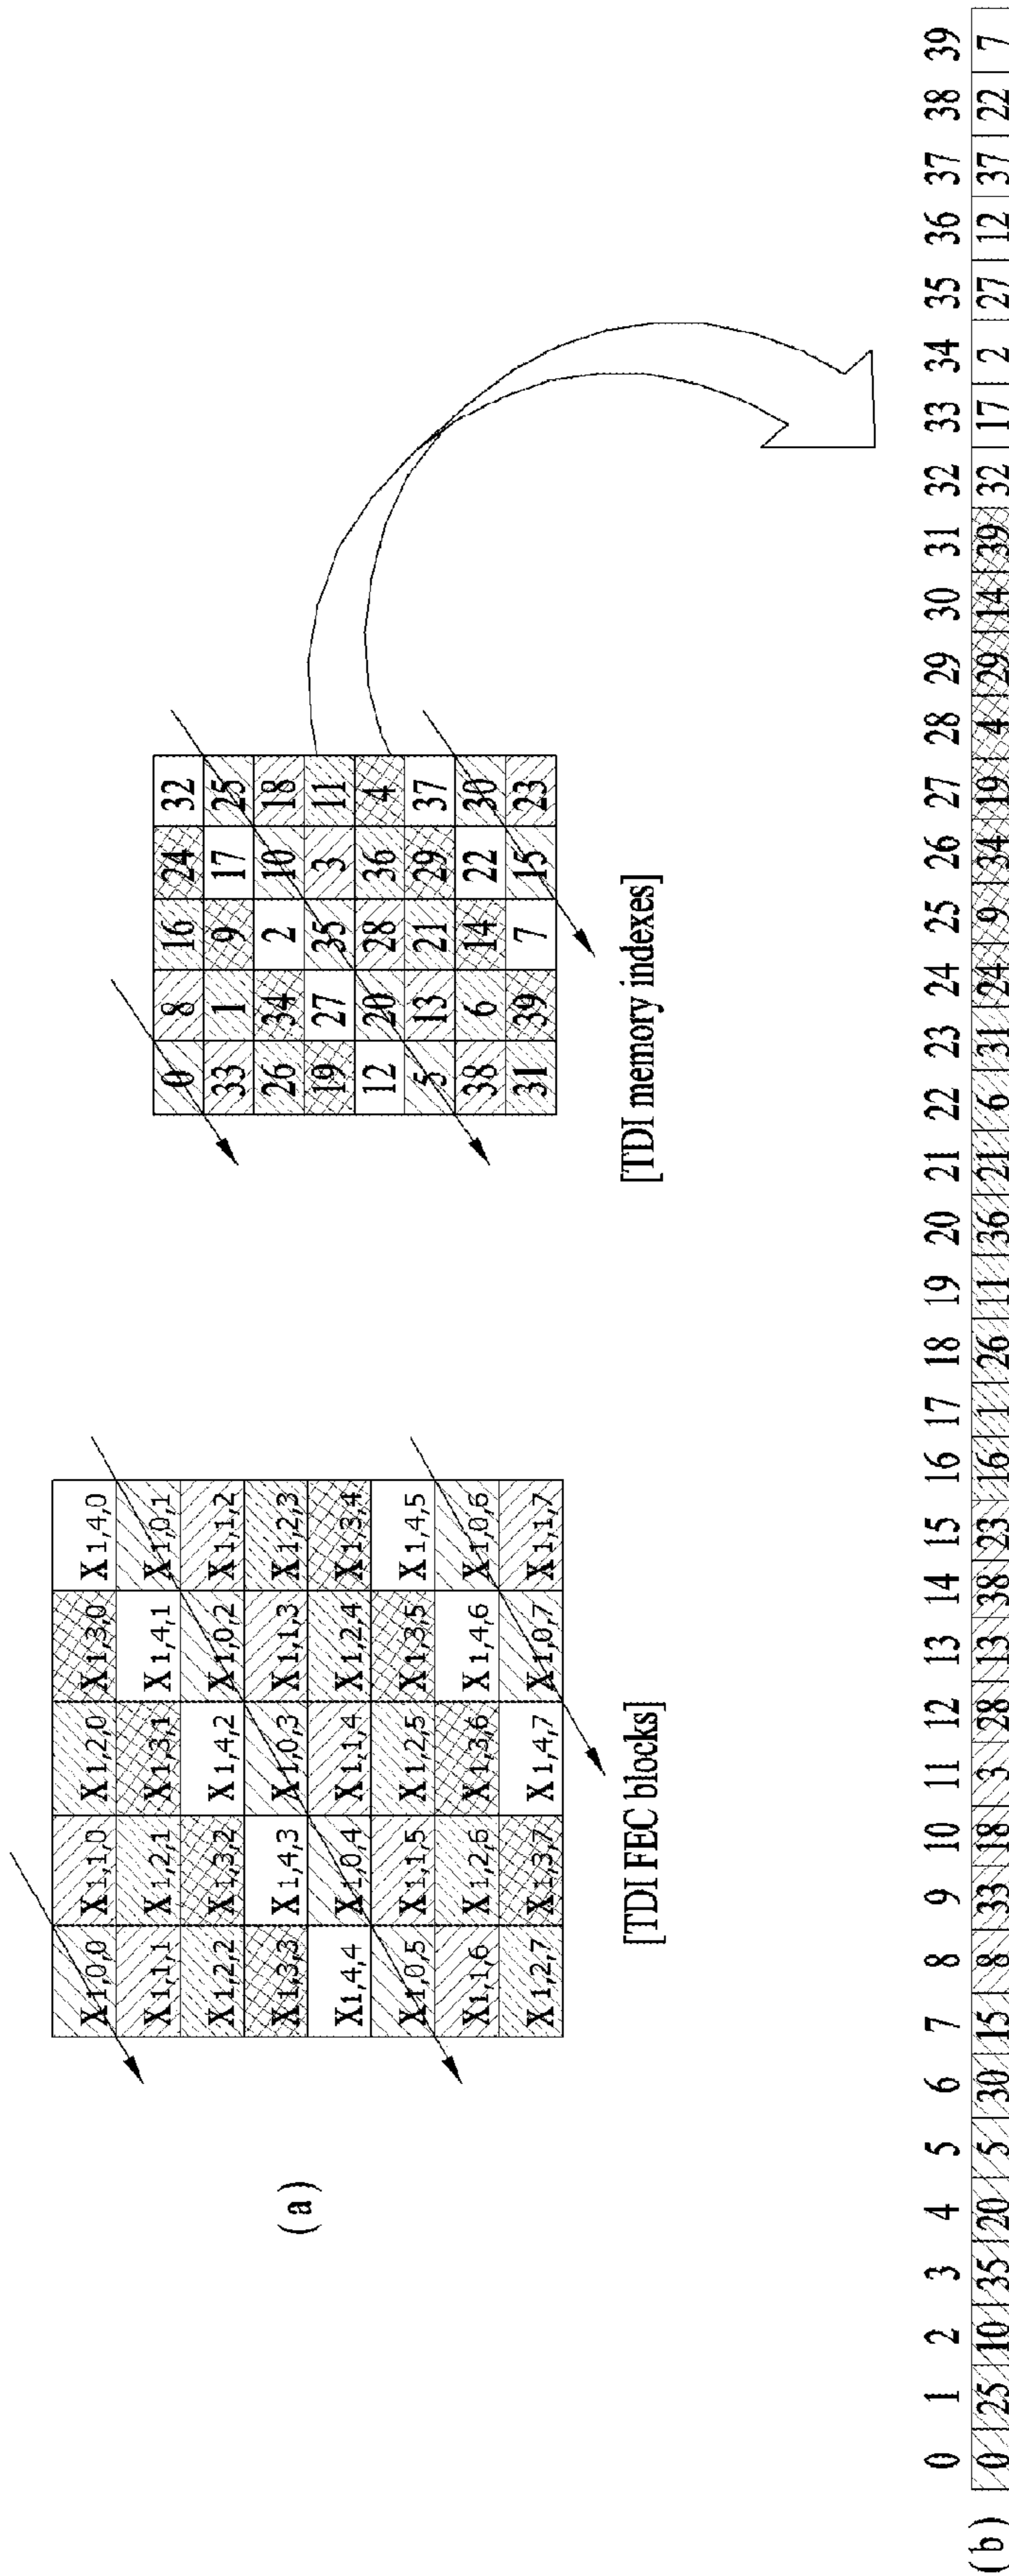 (a)
X1,0,0 X1,1,0 X1,2,0 X1,3,0 X1,4,0
X1,1,1 X1,2,1 X1,3,1 X1,4,1 X1,0,1
X1,2,2 X1,3,2 X1,4,2 X1,0,2 X1,1,2
X1,3,3 X1,4,3 X1,0,3 X1,1,3 X1,2,3
X1,4,4 X1,0,4 X1,1,4 X1,2,4 X1,3,4
X1,0,5 X1,1,5 X1,2,5 X1,3,5 X1,4,5
X1,1,6 X1,2,6 X1,3,6 X1,4,6 X1,0,6
X1,2,7 X1,3,7 X1,4,7 X1,0,7 X1,1,7
[TDI FEC blocks]
0 8 16 24 32
33 1 9 17 25
26 34 2 10 18
19 27 35 3 11
12 20 28 36 4
5 13 21 29 37
38 6 14 22 30
31 39 7 15 23
[TDI memory indexes]
0 1 2 3 4 5 6 7 8 9 10 11 12 13 14 15 16 17 18 19 20 21 22 23 24 25 26 27 28 29 30 31 32 33 34 35 36 37 38 39
(b) 0 25 10 35 20 5 30 15 8 33 18 3 28 13 38 23 16 1 26 11 36 21 6 31 24 9 34 19 4 29 14 39 32 17 2 27 12 37 22 7